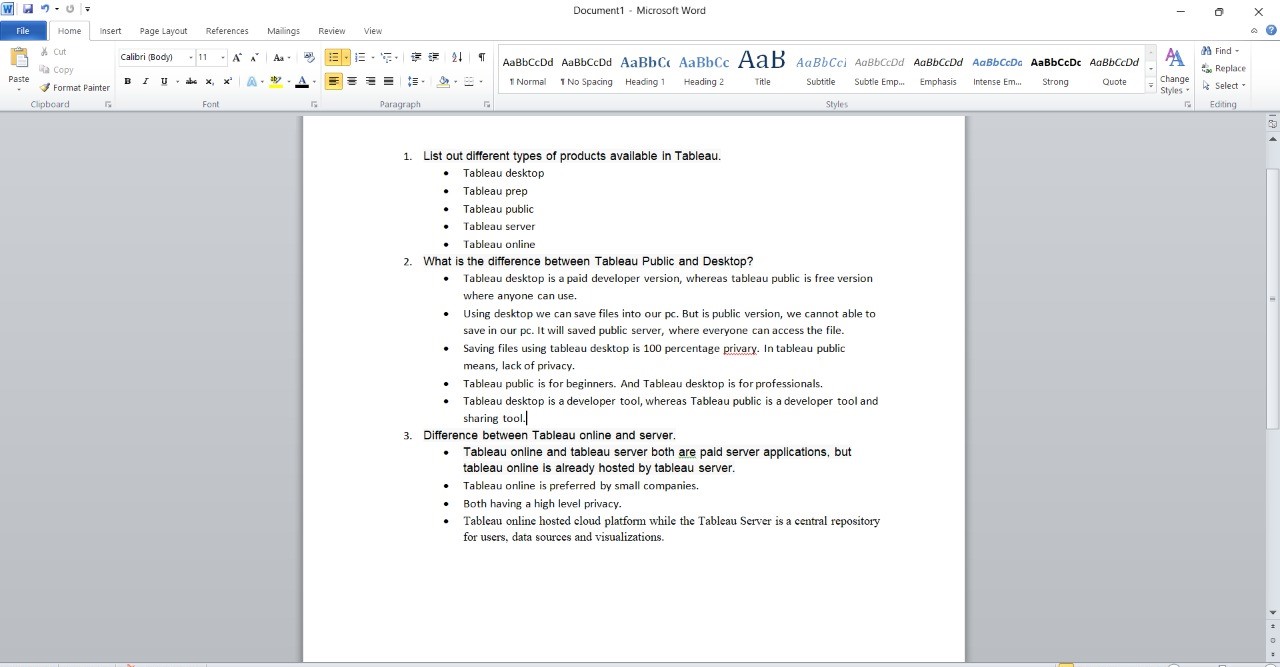 Document1 - Microsoft Word
File Home Insert Page Layout References Mailings Review View
Cut
Copy
Format Painter
Paste
Clipboard
Calibri (Body) 11
Font
Paragraph
AaBbCcDd AaBbCcDd AaBbCc AaBbCc AaB AaBbCcl AaBbCcDd AaBbCcDd AaBbCcDd AaBbCcDc AaBbCcDd
¶ Normal ¶ No Spacing Heading 1 Heading 2 Title Subtitle Subtle Emp... Emphasis Intense Em... Strong Quote
Styles
Change
Styles
Find
Replace
Select
Editing
1. List out different types of products available in Tableau.
• Tableau desktop
• Tableau prep
• Tableau public
• Tableau server
• Tableau online
2. What is the difference between Tableau Public and Desktop?
• Tableau desktop is a paid developer version, whereas tableau public is free version
where anyone can use.
• Using desktop we can save files into our pc. But is public version, we cannot able to
save in our pc. It will saved public server, where everyone can access the file.
• Saving files using tableau desktop is 100 percentage privary. In tableau public
means, lack of privacy.
• Tableau public is for beginners. And Tableau desktop is for professionals.
• Tableau desktop is a developer tool, whereas Tableau public is a developer tool and
sharing tool.
3. Difference between Tableau online and server.
• Tableau online and tableau server both are paid server applications, but
tableau online is already hosted by tableau server.
• Tableau online is preferred by small companies.
• Both having a high level privacy.
• Tableau online hosted cloud platform while the Tableau Server is a central repository
for users, data sources and visualizations.